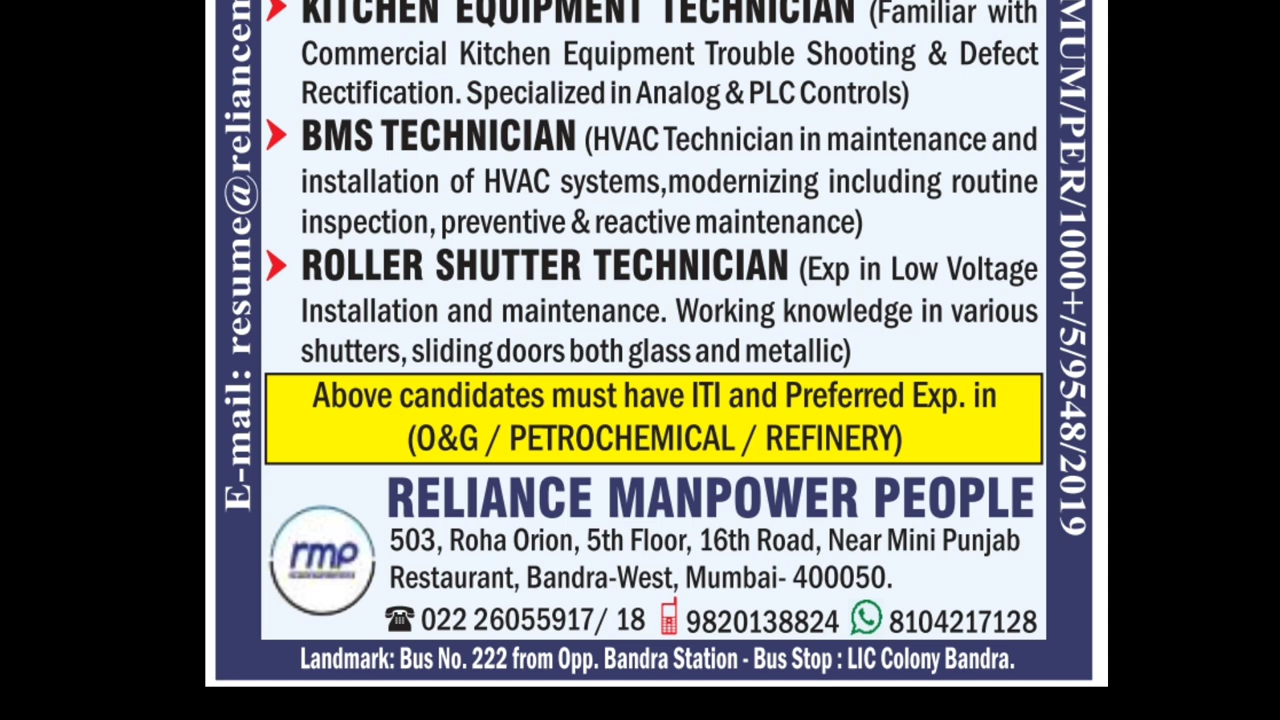 KITCHEN EQUIPMENT TECHNICIAN (Familiar with
Commercial Kitchen Equipment Trouble Shooting & Defect
Rectification. Specialized in Analog & PLC Controls)
BMS TECHNICIAN (HVAC Technician in maintenance and
installation of HVAC systems,modernizing including routine
inspection, preventive & reactive maintenance)
ROLLER SHUTTER TECHNICIAN (Exp in Low Voltage
Installation and maintenance. Working knowledge in various
shutters, sliding doors both glass and metallic)
Above candidates must have ITI and Preferred Exp. in
(O&G / PETROCHEMICAL / REFINERY)
RELIANCE MANPOWER PEOPLE
rmp
503, Roha Orion, 5th Floor, 16th Road, Near Mini Punjab
Restaurant, Bandra-West, Mumbai- 400050.
022 26055917/ 18 9820138824 8104217128
Landmark: Bus No. 222 from Opp. Bandra Station - Bus Stop : LIC Colony Bandra.
E-mail: resume@reliancem
MUM/PER/1000+/5/9548/2019